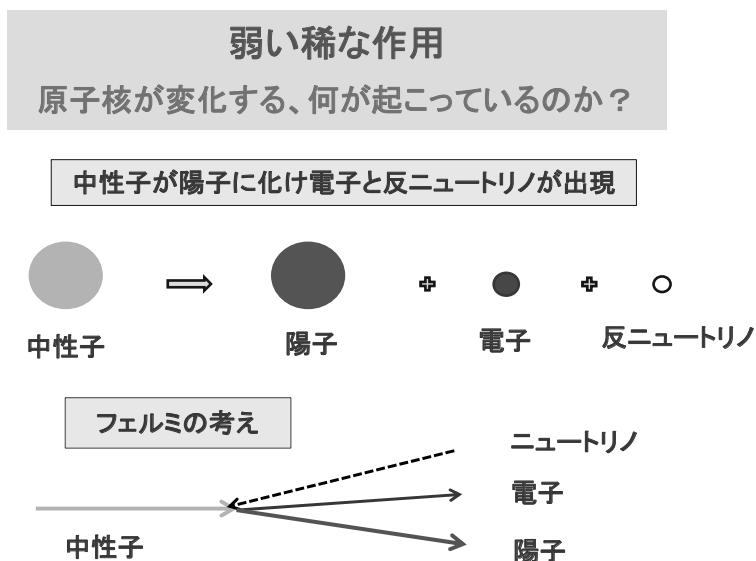 弱い稀な作用
原子核が変化する、何が起こっているのか？
中性子が陽子に化け電子と反ニュートリノが出現
中性子
陽子
電子
反ニュートリノ
フェルミの考え
ニュートリノ
電子
中性子
陽子